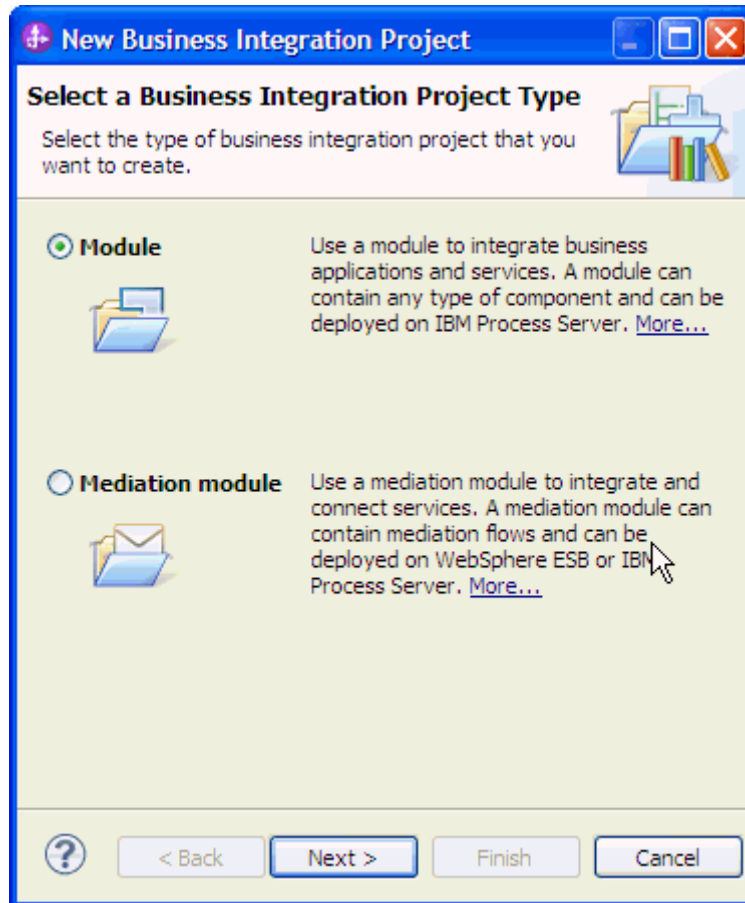 New Business Integration Project
Select a Business Integration Project Type
Select the type of business integration project that you
want to create.
Module
Use a module to integrate business
applications and services. A module can
contain any type of component and can be
deployed on IBM Process Server. More...
Mediation module
Use a mediation module to integrate and
connect services. A mediation module can
contain mediation flows and can be
deployed on WebSphere ESB or IBM
Process Server. More...
?
< Back
Next >
Finish
Cancel